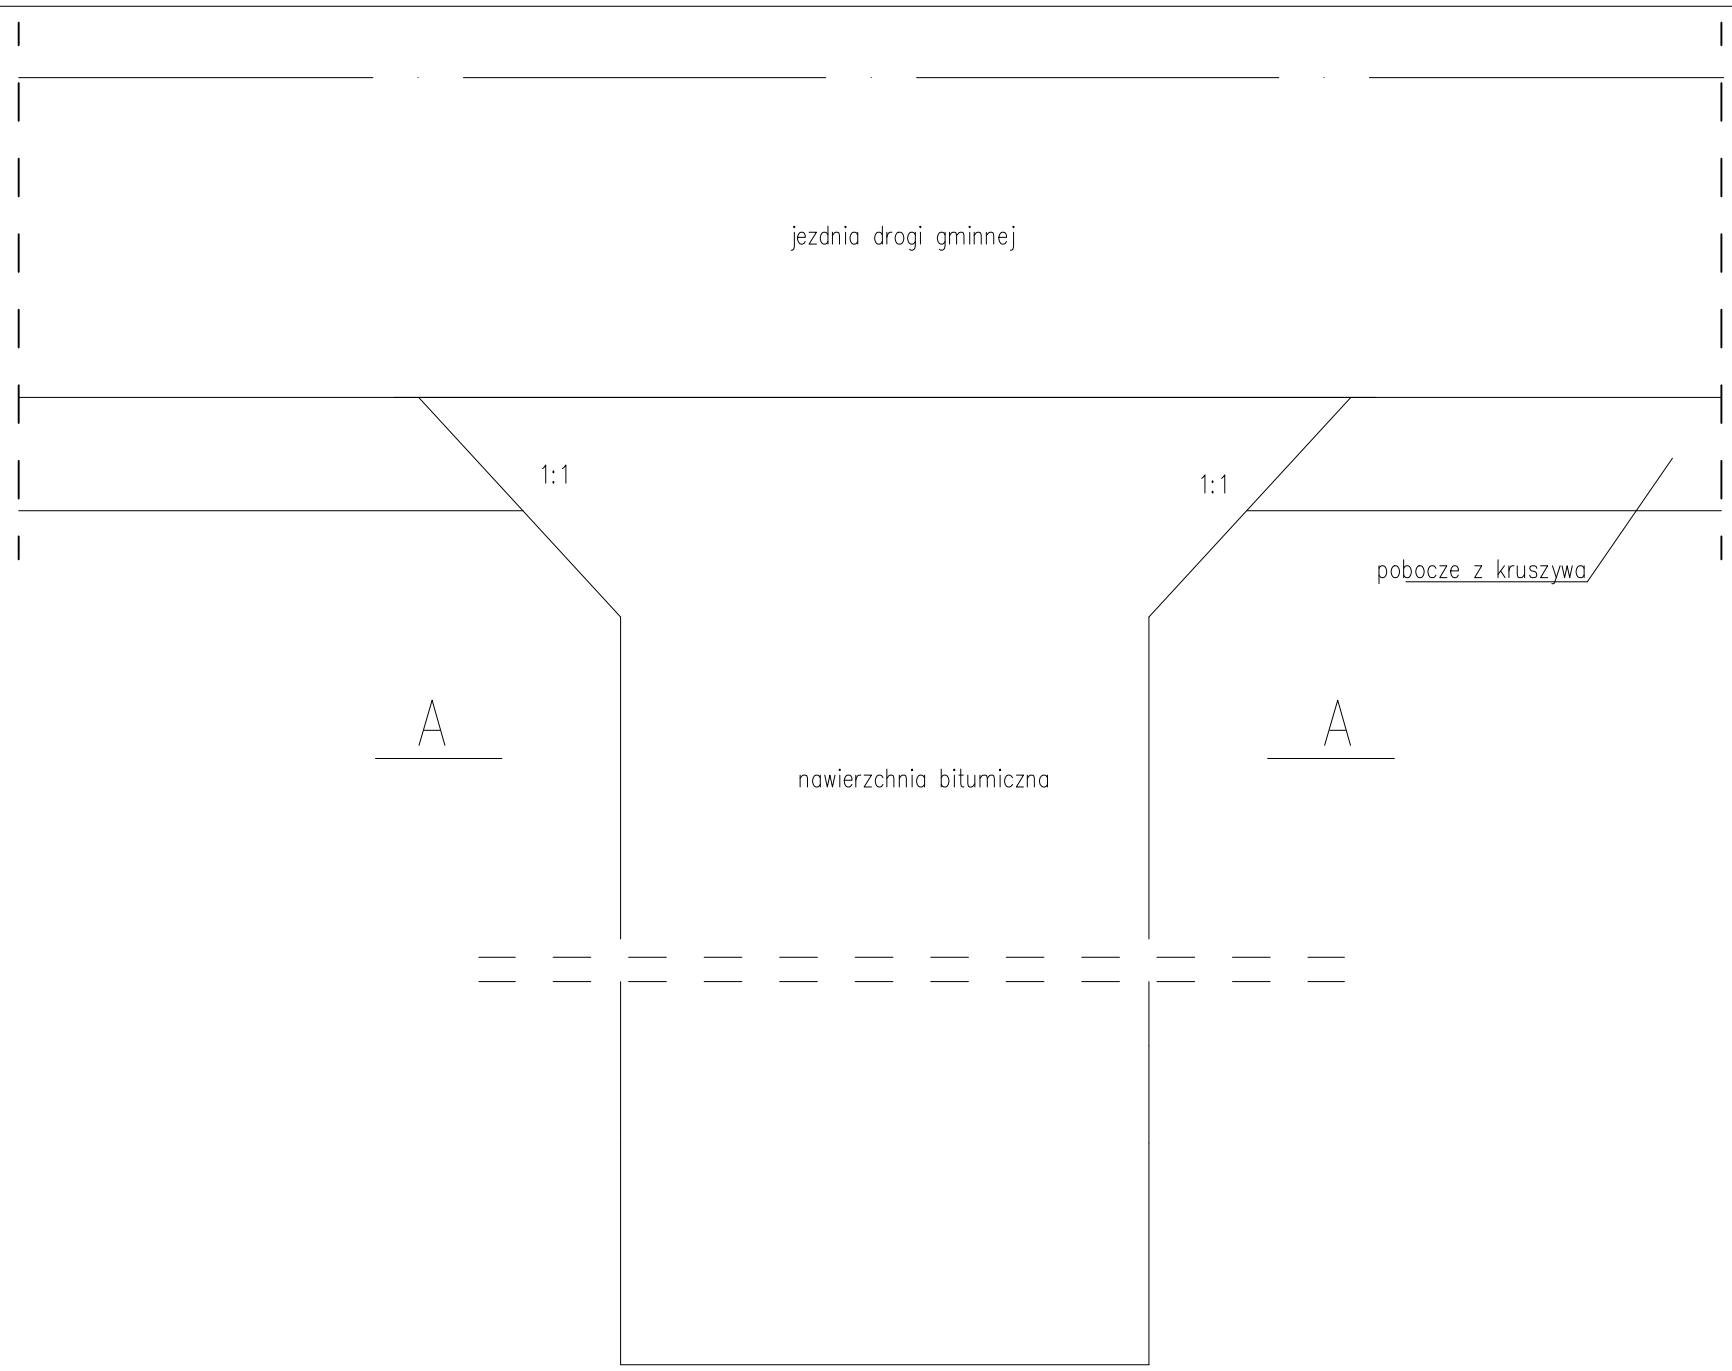 jezdnia drogi gminnej
1:1
1:1
pobocze z kruszywa
A
A
nawierzchnia bitumiczna